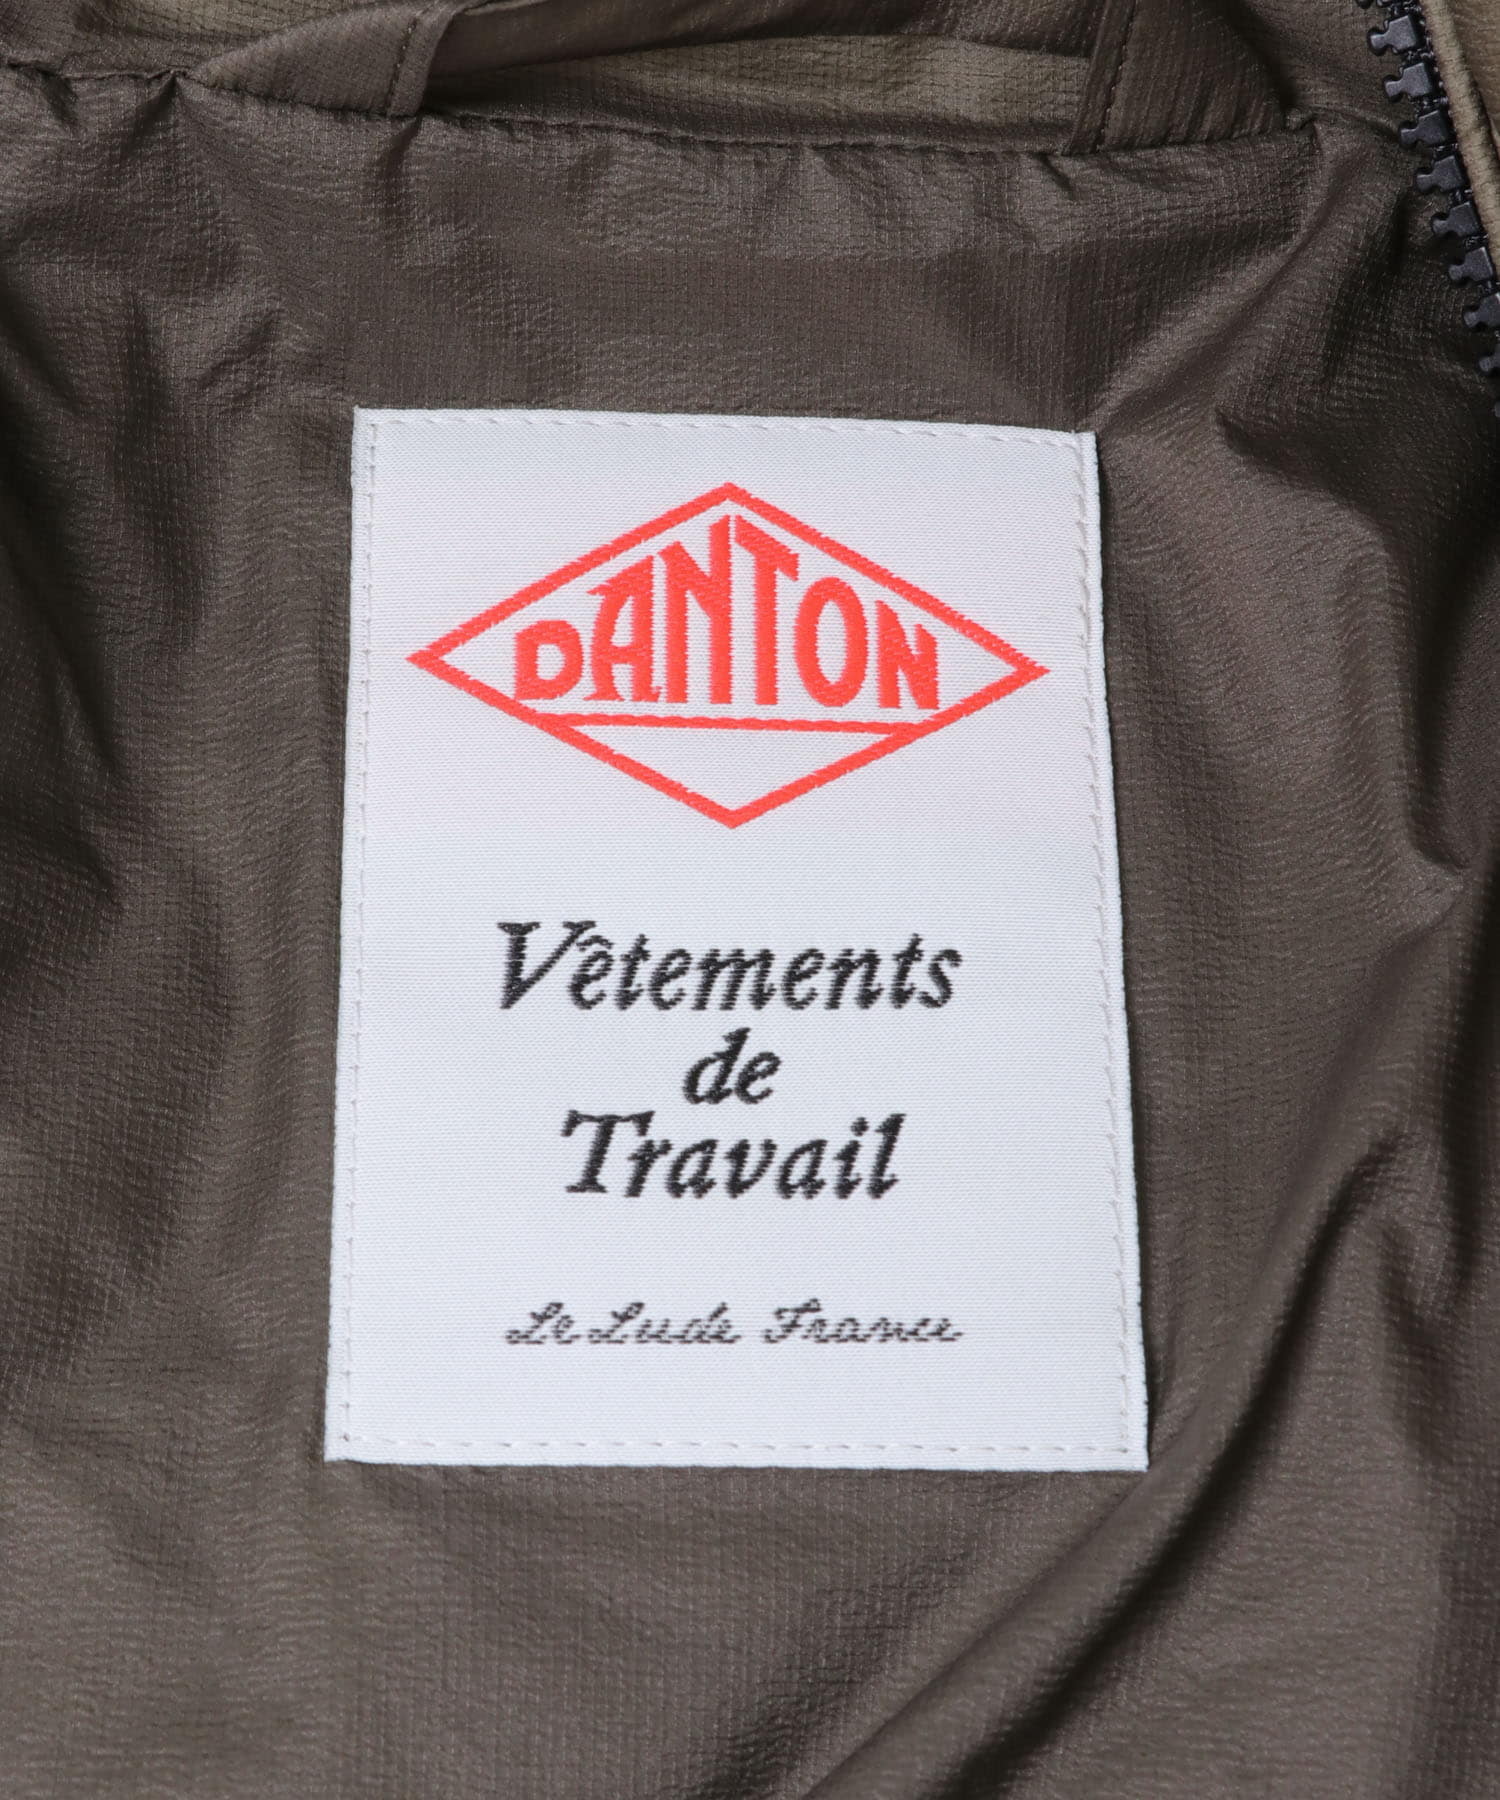 DANTON
Vêtements
de
Travail
Le Lude France